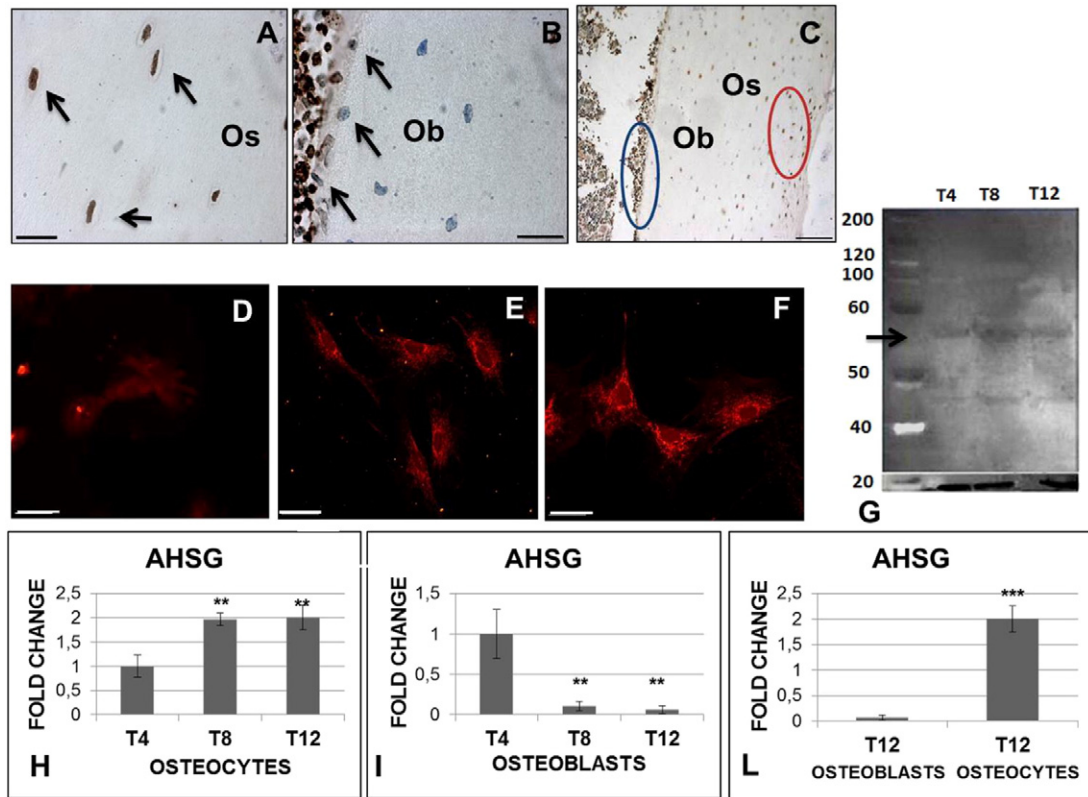 A
Os
B
Ob
C
Os
Ob
T4 T8 T12
200
120
100
60
50
40
20
G
D
E
F
AHSG
FOLD CHANGE
2,5
2
1,5
1
0,5
0
** **
T4 T8 T12
OSTEOCYTES
H
AHSG
FOLD CHANGE
1,5
1
0,5
0
** **
T4 T8 T12
OSTEOBLASTS
I
AHSG
FOLD CHANGE
2,5
2
1,5
1
0,5
0
***
T12 T12
OSTEOBLASTS OSTEOCYTES
L